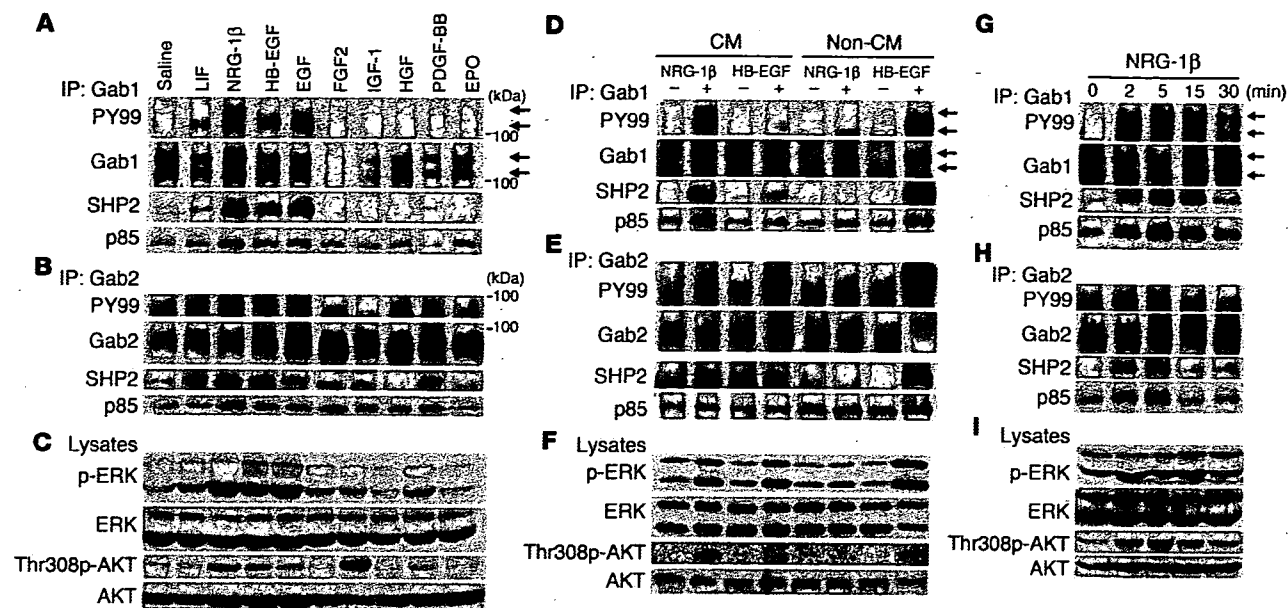 A
Saline LIF NRG-1β HB-EGF EGF FGF2 IGF-1 HGF PDGF-BB EPO
IP: Gab1 (kDa)
PY99
-100
Gab1
-100
SHP2
p85
B
IP: Gab2 (kDa)
PY99 -100
-100
Gab2
SHP2
p85
C Lysates
p-ERK
ERK
Thr308p-AKT
AKT
D CM Non-CM
NRG-1β HB-EGF NRG-1β HB-EGF
IP: Gab1 − + − + − + − +
PY99
Gab1
SHP2
p85
E
IP: Gab2
PY99
Gab2
SHP2
p85
F Lysates
p-ERK
ERK
Thr308p-AKT
AKT
G
NRG-1β
IP: Gab1 0 2 5 15 30 (min)
PY99
Gab1
SHP2
p85
H
IP: Gab2
PY99
Gab2
SHP2
p85
I Lysates
p-ERK
ERK
Thr308p-AKT
AKT